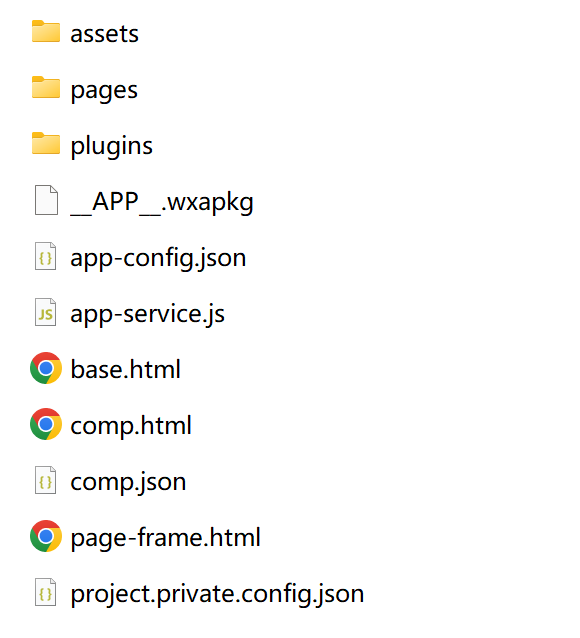 assets
pages
plugins
__APP__.wxapkg
{ } app-config.json
JS app-service.js
base.html
comp.html
{ } comp.json
page-frame.html
{ } project.private.config.json